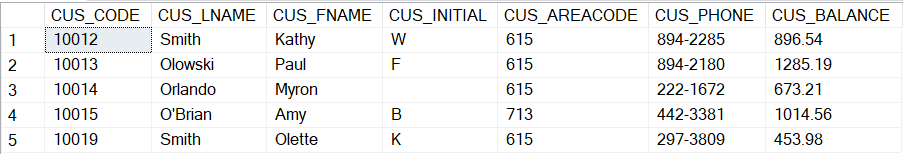 CUS_CODE CUS_LNAME CUS_FNAME CUS_INITIAL CUS_AREACODE CUS_PHONE CUS_BALANCE
1 10012 Smith Kathy W 615 894-2285 896.54
2 10013 Olowski Paul F 615 894-2180 1285.19
3 10014 Orlando Myron 615 222-1672 673.21
4 10015 O'Brian Amy B 713 442-3381 1014.56
5 10019 Smith Olette K 615 297-3809 453.98